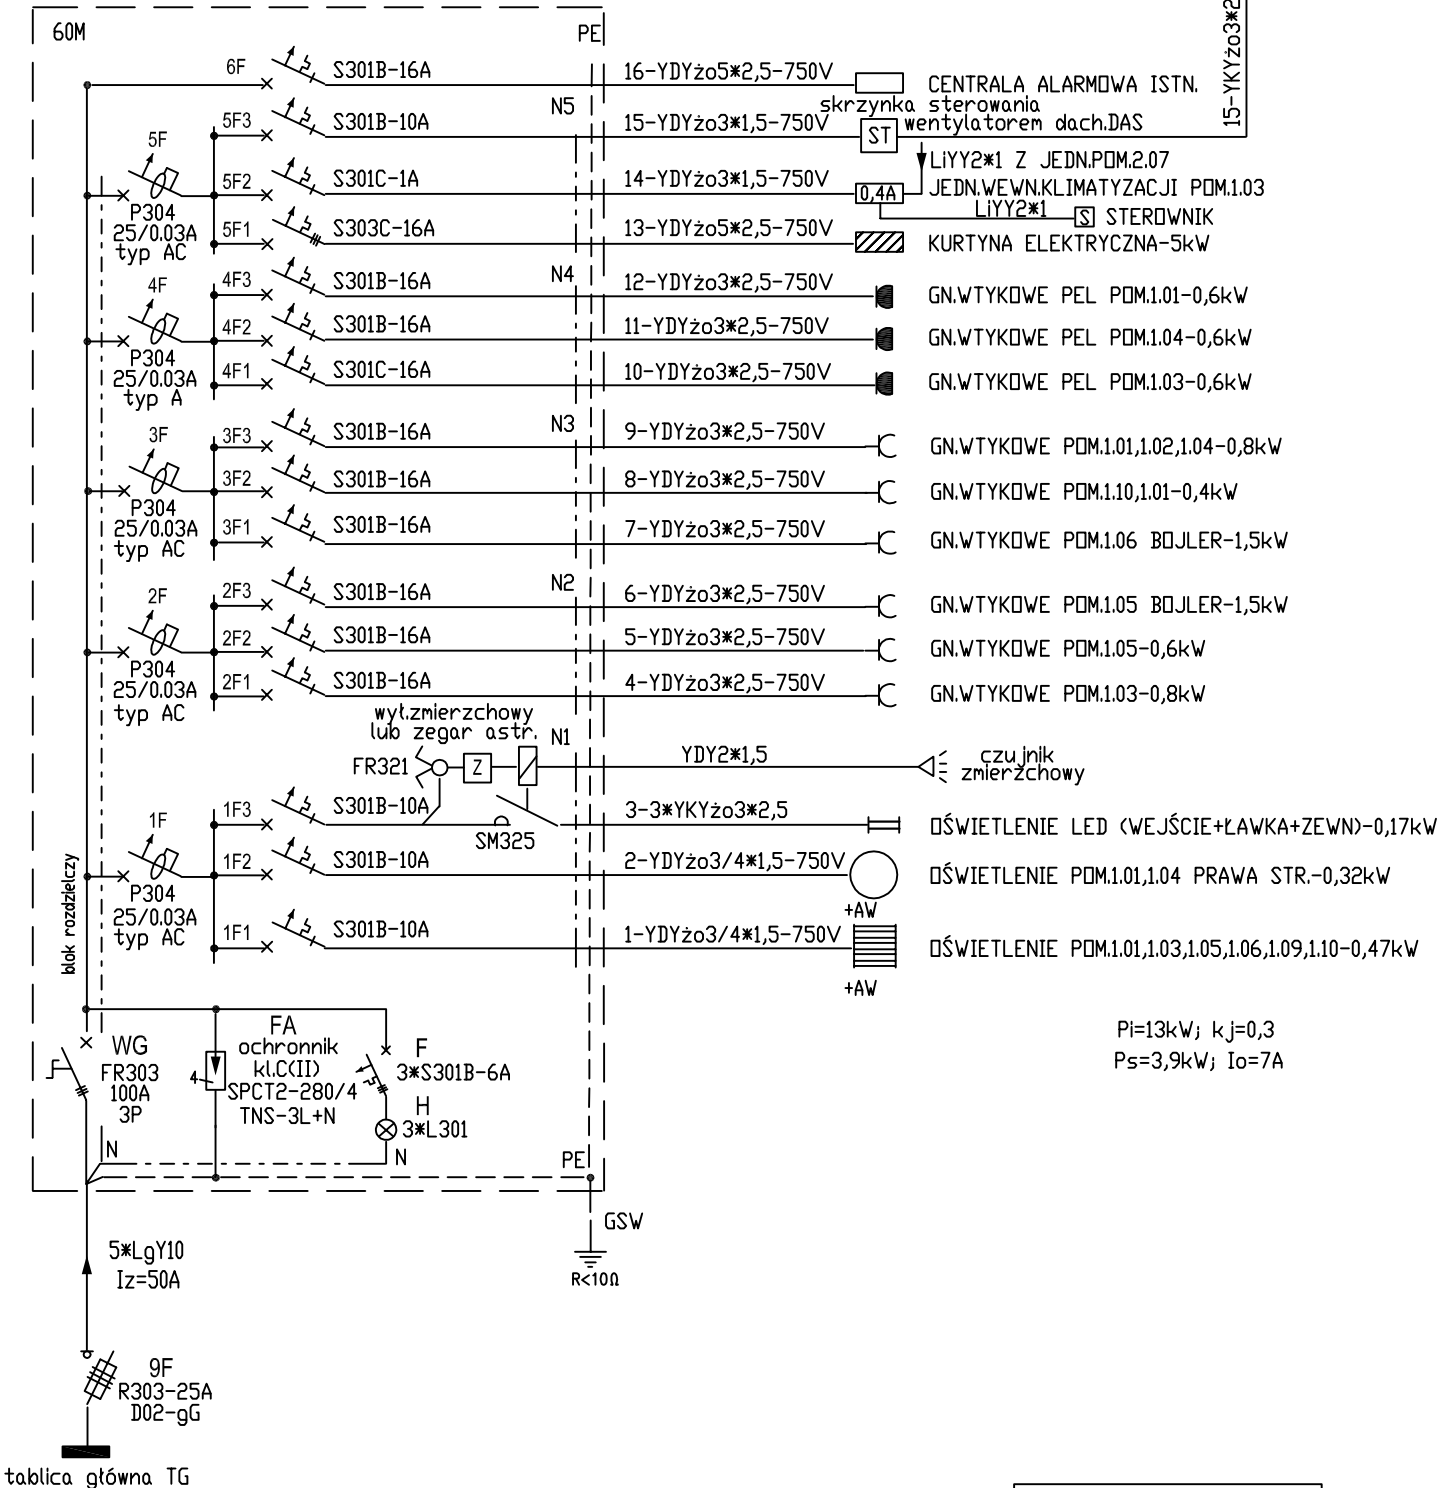 60M
PE
15-YKYżo3*2
6F
S301B-16A
16-YDYżo5*2,5-750V
CENTRALA ALARMOWA ISTN.
N5
skrzynka sterowania
wentylatorem dach.DAS
5F3
S301B-10A
15-YDYżo3*1,5-750V
ST
5F
LiYY2*1 Z JEDN.POM.2.07
5F2
S301C-1A
14-YDYżo3*1,5-750V
0,4A
JEDN.WEWN.KLIMATYZACJI POM.1.03
LiYY2*1
S STEROWNIK
P304
25/0.03A
typ AC
5F1
S303C-16A
13-YDYżo5*2,5-750V
KURTYNA ELEKTRYCZNA-5kW
N4
4F3
S301B-16A
12-YDYżo3*2,5-750V
GN.WTYKOWE PEL POM.1.01-0,6kW
4F
4F2
S301B-16A
11-YDYżo3*2,5-750V
GN.WTYKOWE PEL POM.1.04-0,6kW
P304
25/0.03A
typ A
4F1
S301C-16A
10-YDYżo3*2,5-750V
GN.WTYKOWE PEL POM.1.03-0,6kW
N3
3F3
S301B-16A
9-YDYżo3*2,5-750V
GN.WTYKOWE POM.1.01,1.02,1.04-0,8kW
3F
3F2
S301B-16A
8-YDYżo3*2,5-750V
GN.WTYKOWE POM.1.10,1.01-0,4kW
P304
25/0.03A
typ AC
3F1
S301B-16A
7-YDYżo3*2,5-750V
GN.WTYKOWE POM.1.06 BOJLER-1,5kW
N2
2F3
S301B-16A
6-YDYżo3*2,5-750V
GN.WTYKOWE POM.1.05 BOJLER-1,5kW
2F
2F2
S301B-16A
5-YDYżo3*2,5-750V
GN.WTYKOWE POM.1.05-0,6kW
P304
25/0.03A
typ AC
2F1
S301B-16A
4-YDYżo3*2,5-750V
GN.WTYKOWE POM.1.03-0,8kW
wył.zmierzchowy
lub zegar astr.
N1
FR321
Z
YDY2*1,5
czujnik
zmierzchowy
1F3
S301B-10A
SM325
3-3*YKYżo3*2,5
OŚWIETLENIE LED (WEJŚCIE+ŁAWKA+ZEWN)-0,17kW
1F
1F2
S301B-10A
2-YDYżo3/4*1,5-750V
OŚWIETLENIE POM.1.01,1.04 PRAWA STR.-0,32kW
+AW
P304
25/0.03A
typ AC
1F1
S301B-10A
1-YDYżo3/4*1,5-750V
OŚWIETLENIE POM.1.01,1.03,1.05,1.06,1.09,1.10-0,47kW
+AW
blok rozdzielczy
Pi=13kW; kj=0,3
Ps=3,9kW; Io=7A
WG
FR303
100A
3P
FA
ochronnik
kl.C(II)
SPCT2-280/4
TNS-3L+N
4
F
3*S301B-6A
H
3*L301
N
N
PE
GSW
R<10Ω
5*LgY10
Iz=50A
9F
R303-25A
D02-gG
tablica główna TG